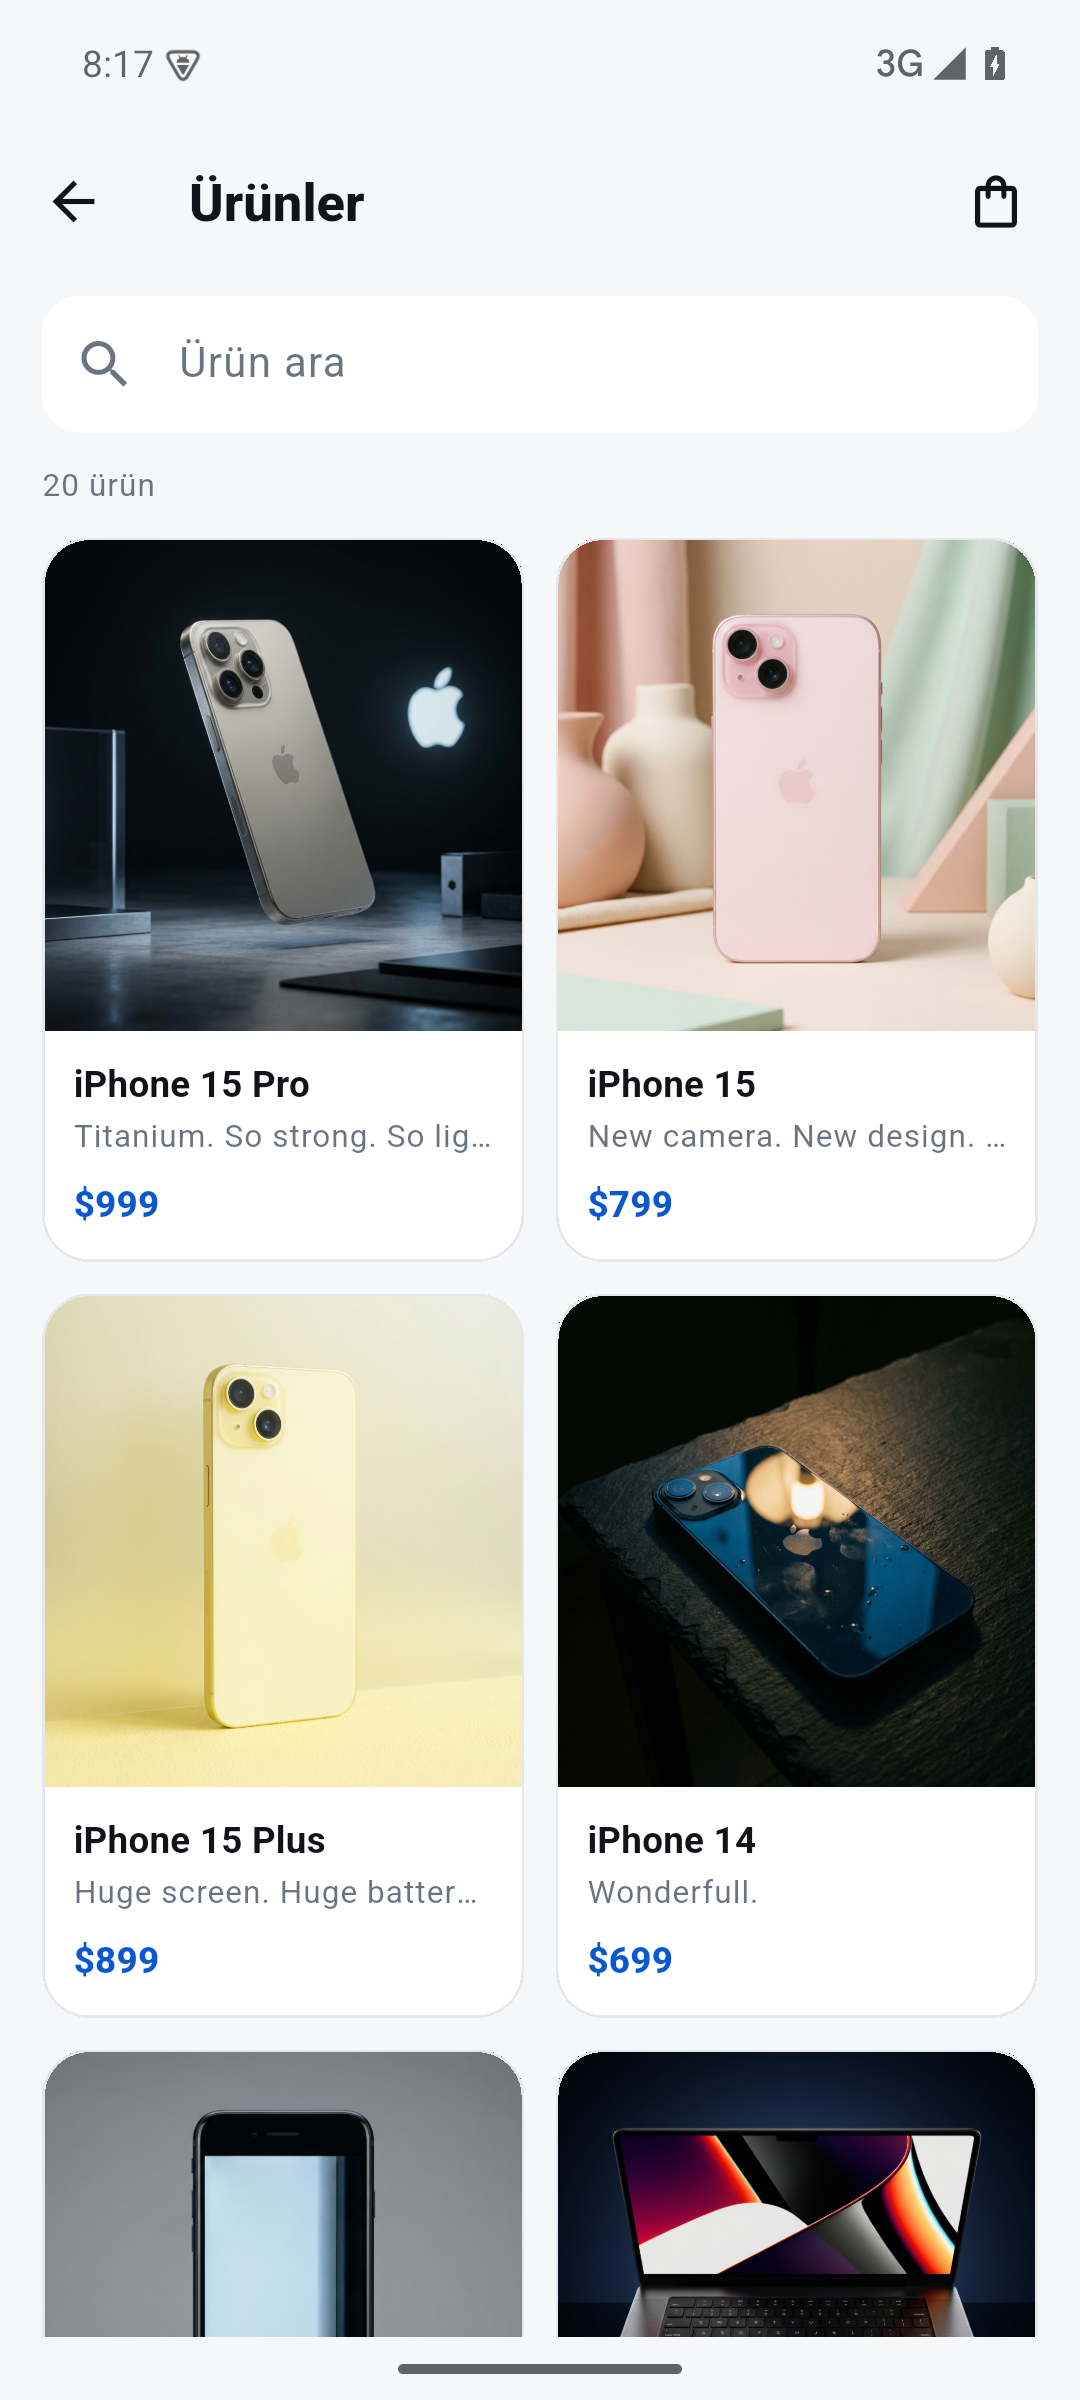 8:17
3G
Ürünler
Ürün ara
20 ürün
iPhone 15 Pro
Titanium. So strong. So lig...
$999
iPhone 15
New camera. New design. ...
$799
iPhone 15 Plus
Huge screen. Huge batter...
$899
iPhone 14
Wonderfull.
$699